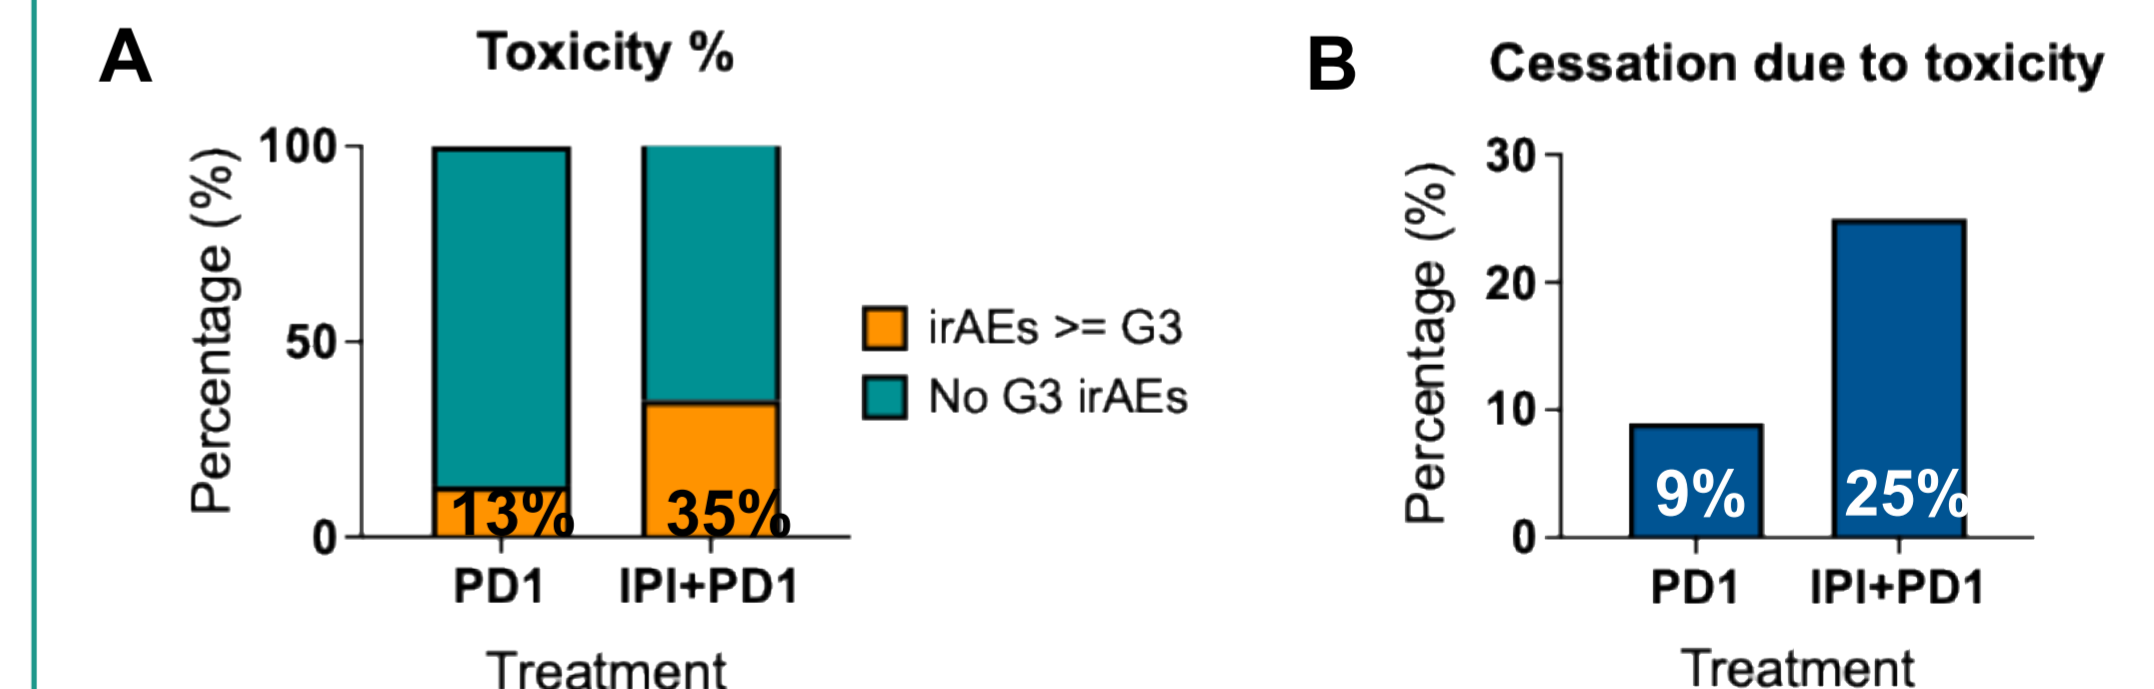 A
Toxicity %
Percentage (%)
100
50
0
13%
35%
PD1
IPI+PD1
Treatment
irAEs >= G3
No G3 irAEs
B
Cessation due to toxicity
Percentage (%)
30
20
10
0
9%
25%
PD1
IPI+PD1
Treatment